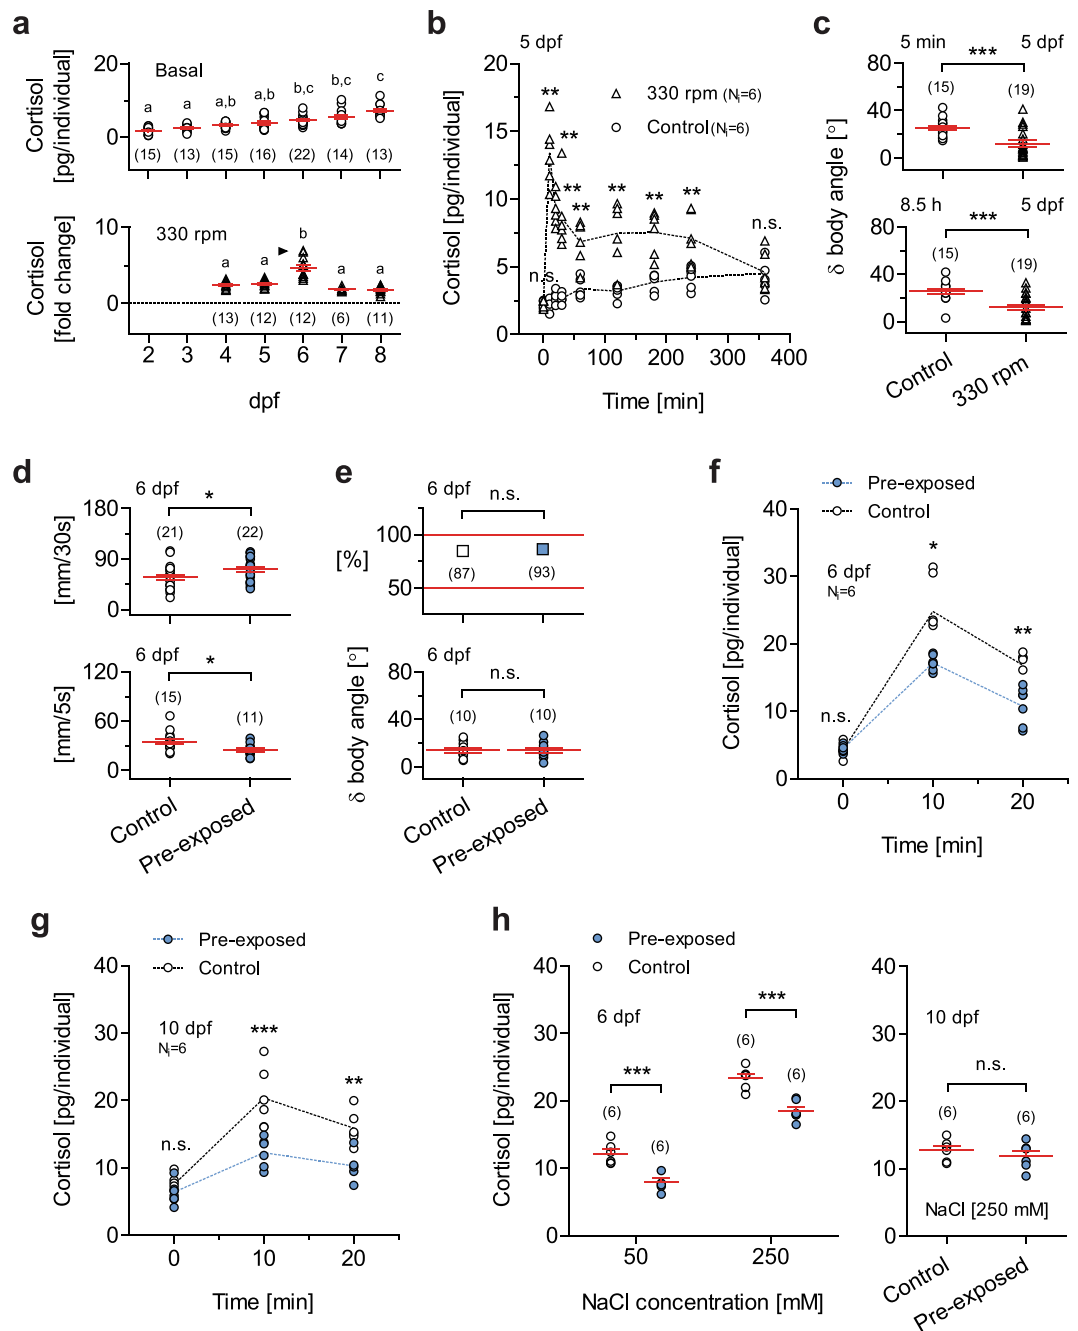 a
Basal
Cortisol
[pg/individual]
20
10
0
a a a,b a,b b,c b,c c
(15) (13) (15) (16) (22) (14) (13)
330 rpm
Cortisol
[fold change]
10
0
a a b a a
(13) (12) (12) (6) (11)
2 3 4 5 6 7 8
dpf
b
5 dpf
330 rpm (Ni=6)
Control (Ni=6)
Cortisol [pg/individual]
20
15
10
5
0
n.s. ** ** ** ** ** ** ** n.s.
0 100 200 300 400
Time [min]
c
5 min *** 5 dpf
(15) (19)
80
40
0
δ body angle [°]
8.5 h *** 5 dpf
(15) (19)
80
40
0
Control 330 rpm
d
6 dpf *
(21) (22)
[mm/30s]
180
90
0
6 dpf *
(15) (11)
[mm/5s]
120
60
0
Control Pre-exposed
e
6 dpf n.s.
[%]
100
50
(87) (93)
6 dpf n.s.
(10) (10)
δ body angle [°]
80
40
0
Control Pre-exposed
f
Pre-exposed
Control
6 dpf
Ni=6
Cortisol [pg/individual]
40
30
20
10
0
n.s. * **
0 10 20
Time [min]
g
Pre-exposed
Control
10 dpf
Ni=6
Cortisol [pg/individual]
40
30
20
10
0
n.s. *** **
0 10 20
Time [min]
h
Pre-exposed
Control
6 dpf
Cortisol [pg/individual]
40
30
20
10
0
*** ***
(6) (6) (6) (6)
50 250
NaCl concentration [mM]
10 dpf
n.s.
(6) (6)
40
30
20
10
0
NaCl [250 mM]
Control Pre-exposed